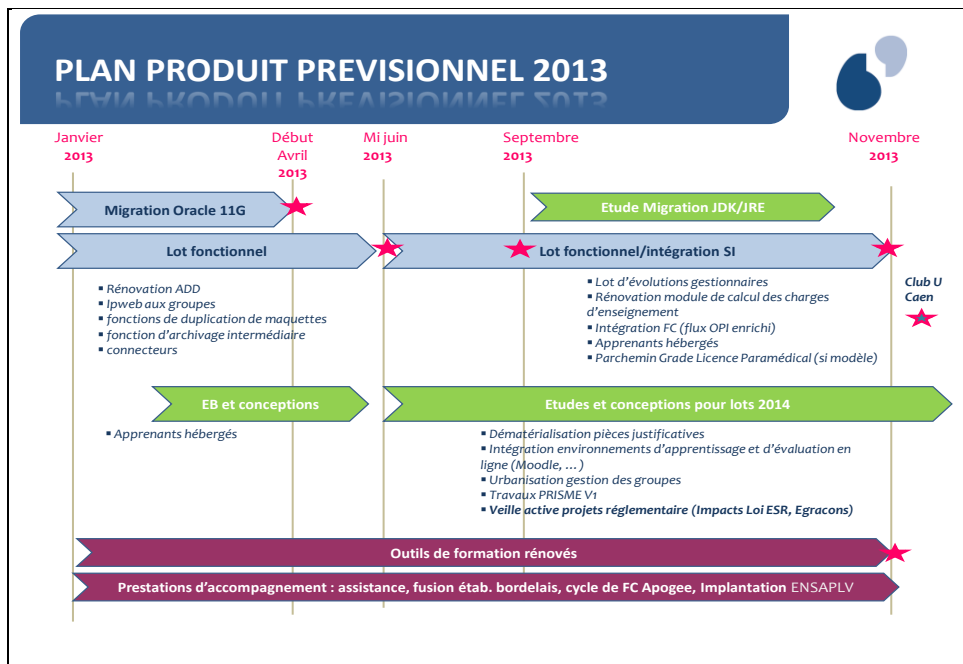 PLAN PRODUIT PREVISIONNEL 2013
Janvier
2013
Début
Avril
2013
Mi juin
2013
Septembre
2013
Novembre
2013
Migration Oracle 11G
Etude Migration JDK/JRE
Lot fonctionnel
Lot fonctionnel/intégration SI
▪ Rénovation ADD
▪ Ipweb aux groupes
▪ fonctions de duplication de maquettes
▪ fonction d'archivage intermédiaire
▪ connecteurs
▪ Lot d'évolutions gestionnaires
▪ Rénovation module de calcul des charges
d'enseignement
▪ Intégration FC (flux OPI enrichi)
▪ Apprenants hébergés
▪ Parchemin Grade Licence Paramédical (si modèle)
Club U
Caen
EB et conceptions
Etudes et conceptions pour lots 2014
▪ Apprenants hébergés
▪ Dématérialisation pièces justificatives
▪ Intégration environnements d'apprentissage et d'évaluation en
ligne (Moodle, ...)
▪ Urbanisation gestion des groupes
▪ Travaux PRISME V1
▪ Veille active projets réglementaire (Impacts Loi ESR, Egracons)
Outils de formation rénovés
Prestations d'accompagnement : assistance, fusion étab. bordelais, cycle de FC Apogee, Implantation ENSAPLV